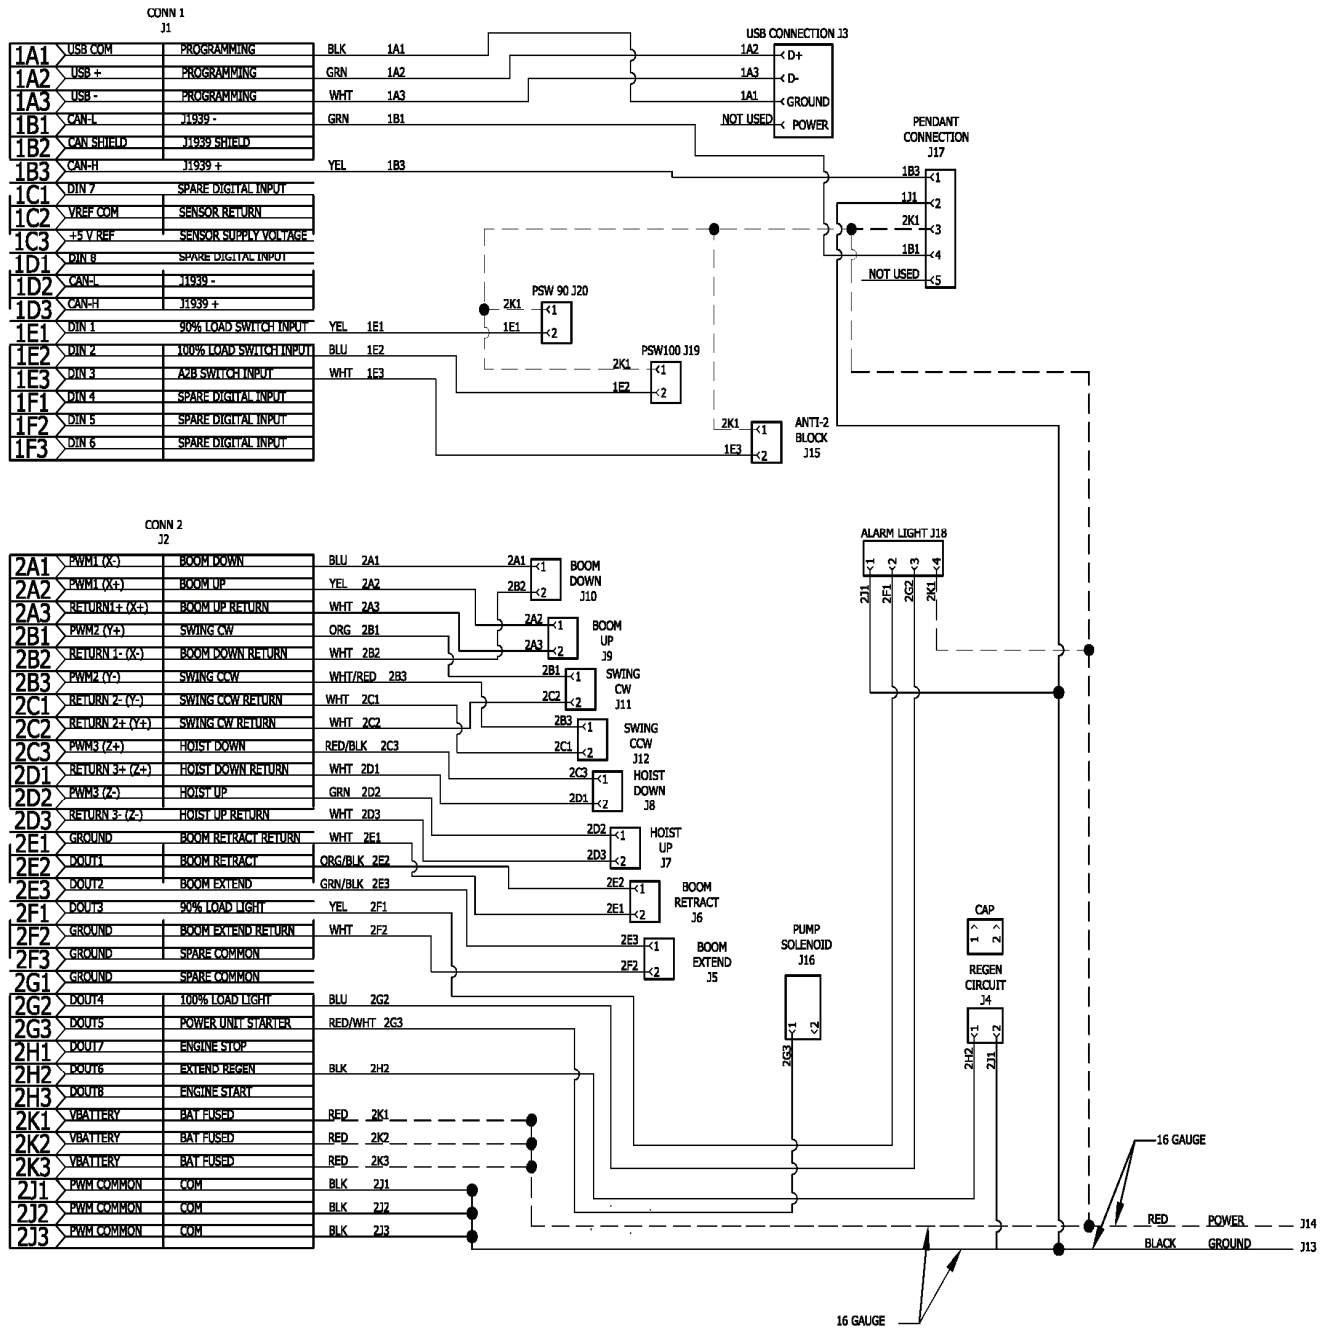 CONN 1
J1
1A1 USB COM PROGRAMMING BLK 1A1
1A2 USB + PROGRAMMING GRN 1A2
1A3 USB - PROGRAMMING WHT 1A3
1B1 CAN-L J1939 - GRN 1B1
1B2 CAN SHIELD J1939 SHIELD
1B3 CAN-H J1939 + YEL 1B3
1C1 DIN 7 SPARE DIGITAL INPUT
1C2 VREF COM SENSOR RETURN
1C3 +5 V REF SENSOR SUPPLY VOLTAGE
1D1 DIN 8 SPARE DIGITAL INPUT
1D2 CAN-L J1939 -
1D3 CAN-H J1939 +
1E1 DIN 1 90% LOAD SWITCH INPUT YEL 1E1
1E2 DIN 2 100% LOAD SWITCH INPUT BLU 1E2
1E3 DIN 3 A2B SWITCH INPUT WHT 1E3
1F1 DIN 4 SPARE DIGITAL INPUT
1F2 DIN 5 SPARE DIGITAL INPUT
1F3 DIN 6 SPARE DIGITAL INPUT
USB CONNECTION J3
1A2 D+
1A3 D-
1A1 GROUND
NOT USED POWER
PENDANT
CONNECTION
J17
1B3 1
1J1 2
2K1 3
1B1 4
NOT USED 5
PSW 90 J20
2K1 1
1E1 2
PSW100 J19
2K1 1
1E2 2
ANTI-2
BLOCK
J15
2K1 1
1E3 2
CONN 2
J2
2A1 PWM1 (X-) BOOM DOWN BLU 2A1
2A2 PWM1 (X+) BOOM UP YEL 2A2
2A3 RETURN1+ (X+) BOOM UP RETURN WHT 2A3
2B1 PWM2 (Y+) SWING CW ORG 2B1
2B2 RETURN 1- (X-) BOOM DOWN RETURN WHT 2B2
2B3 PWM2 (Y-) SWING CCW WHT/RED 2B3
2C1 RETURN 2- (Y-) SWING CCW RETURN WHT 2C1
2C2 RETURN 2+ (Y+) SWING CW RETURN WHT 2C2
2C3 PWM3 (Z+) HOIST DOWN RED/BLK 2C3
2D1 RETURN 3+ (Z+) HOIST DOWN RETURN WHT 2D1
2D2 PWM3 (Z-) HOIST UP GRN 2D2
2D3 RETURN 3- (Z-) HOIST UP RETURN WHT 2D3
2E1 GROUND BOOM RETRACT RETURN WHT 2E1
2E2 DOUT1 BOOM RETRACT ORG/BLK 2E2
2E3 DOUT2 BOOM EXTEND GRN/BLK 2E3
2F1 DOUT3 90% LOAD LIGHT YEL 2F1
2F2 GROUND BOOM EXTEND RETURN WHT 2F2
2F3 GROUND SPARE COMMON
2G1 GROUND SPARE COMMON
2G2 DOUT4 100% LOAD LIGHT BLU 2G2
2G3 DOUT5 POWER UNIT STARTER RED/WHT 2G3
2H1 DOUT7 ENGINE STOP
2H2 DOUT6 EXTEND REGEN BLK 2H2
2H3 DOUT8 ENGINE START
2K1 VBATTERY BAT FUSED RED 2K1
2K2 VBATTERY BAT FUSED RED 2K2
2K3 VBATTERY BAT FUSED RED 2K3
2J1 PWM COMMON COM BLK 2J1
2J2 PWM COMMON COM BLK 2J2
2J3 PWM COMMON COM BLK 2J3
2A1 1
2B2 2
BOOM
DOWN
J10
2A2 1
2A3 2
BOOM
UP
J9
2B1 1
2C2 2
SWING
CW
J11
2B3 1
2C1 2
SWING
CCW
J12
2C3 1
2D1 2
HOIST
DOWN
J8
2D2 1
2D3 2
HOIST
UP
J7
2E2 1
2E1 2
BOOM
RETRACT
J6
2E3 1
2F2 2
BOOM
EXTEND
J5
ALARM LIGHT J18
1 2 3 4
2J1 2F1 2G2 2K1
PUMP
SOLENOID
J16
1 2
2G3
CAP
1 2
REGEN
CIRCUIT
J4
1 2
2H2 2J1
16 GAUGE
RED POWER J14
BLACK GROUND J13
16 GAUGE